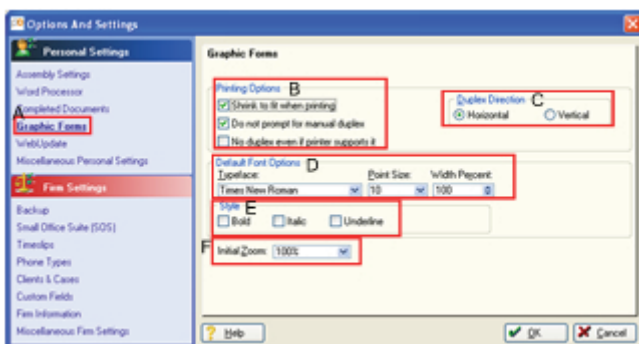 Options And Settings
Personal Settings
Assembly Settings
Word Processor
Completed Documents
A
Graphic Forms
WebUpdate
Miscellaneous Personal Settings
Firm Settings
Backup
Small Office Suite (SOS)
Timeslips
Phone Types
Clients & Cases
Custom Fields
Firm Information
Miscellaneous Firm Settings
Graphic Forms
Printing Options B
Shrink to fit when printing
Do not prompt for manual duplex
No duplex even if printer supports it
Duplex Direction C
Horizontal Vertical
Default Font Options D
Typeface: Point Size: Width Percent:
Times New Roman 10 100
Style E
Bold Italic Underline
F Initial Zoom: 100%
? Help OK Cancel